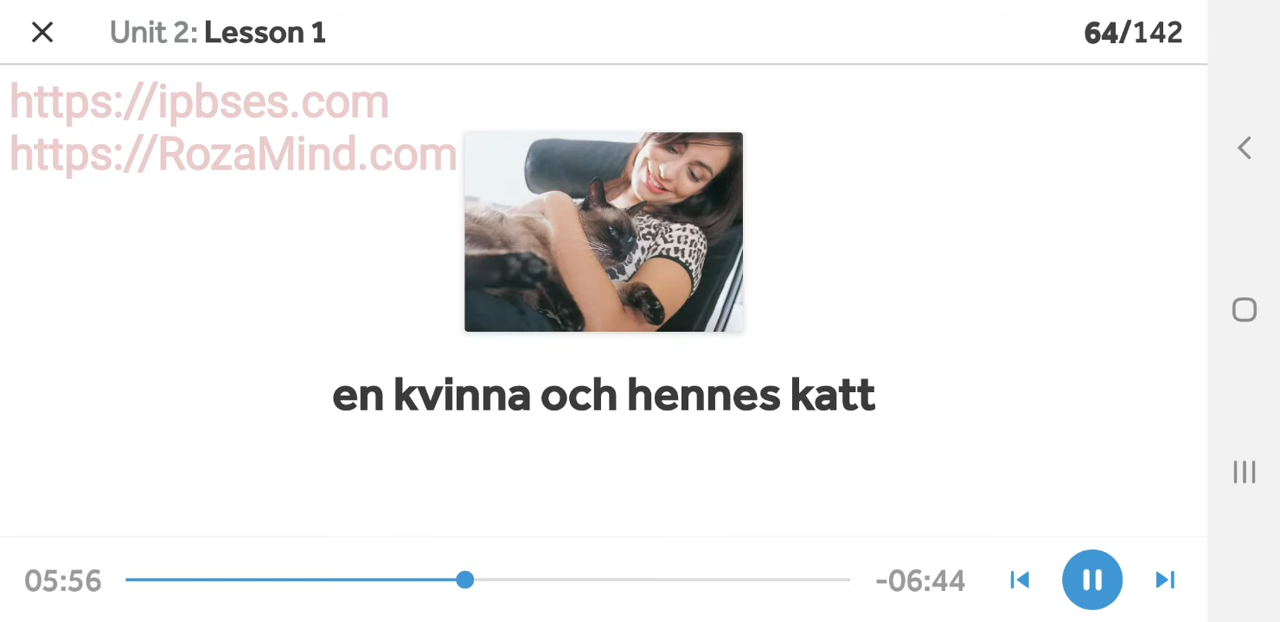 Unit 2: Lesson 1
64/142
https://ipbses.com
https://RozaMind.com
en kvinna och hennes katt
05:56
-06:44